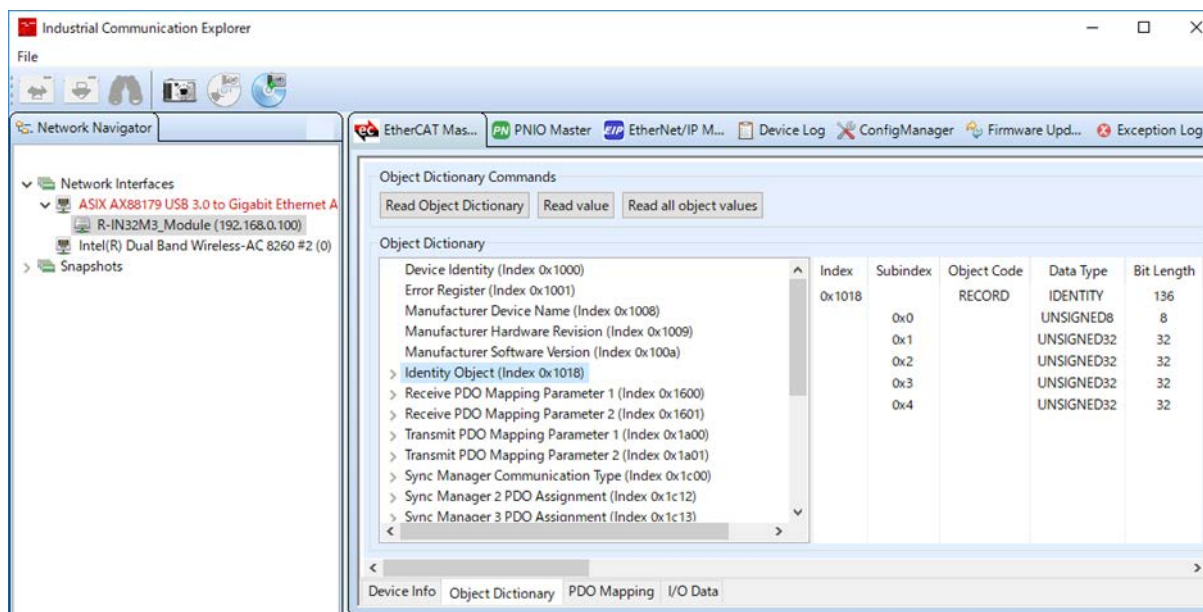 Industrial Communication Explorer
File
Network Navigator
Network Interfaces
ASIX AX88179 USB 3.0 to Gigabit Ethernet A
R-IN32M3_Module (192.168.0.100)
Intel(R) Dual Band Wireless-AC 8260 #2 (0)
Snapshots
EtherCAT Mas... PNIO Master EtherNet/IP M... Device Log ConfigManager Firmware Upd... Exception Log
Object Dictionary Commands
Read Object Dictionary Read value Read all object values
Object Dictionary
Device Identity (Index 0x1000)
Error Register (Index 0x1001)
Manufacturer Device Name (Index 0x1008)
Manufacturer Hardware Revision (Index 0x1009)
Manufacturer Software Version (Index 0x100a)
Identity Object (Index 0x1018)
Receive PDO Mapping Parameter 1 (Index 0x1600)
Receive PDO Mapping Parameter 2 (Index 0x1601)
Transmit PDO Mapping Parameter 1 (Index 0x1a00)
Transmit PDO Mapping Parameter 2 (Index 0x1a01)
Sync Manager Communication Type (Index 0x1c00)
Sync Manager 2 PDO Assignment (Index 0x1c12)
Sync Manager 3 PDO Assignment (Index 0x1c13)
Index Subindex Object Code Data Type Bit Length
0x1018 RECORD IDENTITY 136
0x0 UNSIGNED8 8
0x1 UNSIGNED32 32
0x2 UNSIGNED32 32
0x3 UNSIGNED32 32
0x4 UNSIGNED32 32
Device Info Object Dictionary PDO Mapping I/O Data